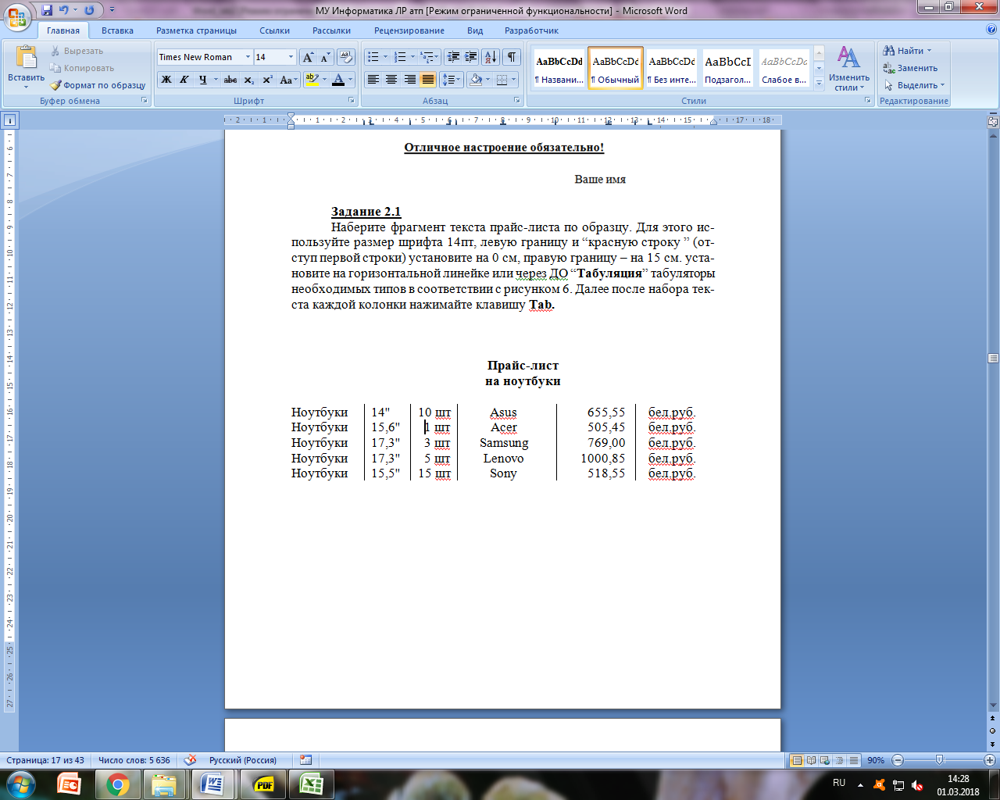 МУ Информатика ЛР атп [Режим ограниченной функциональности] - Microsoft Word
Главная Вставка Разметка страницы Ссылки Рассылки Рецензирование Вид Разработчик
Вставить
Вырезать
Копировать
Формат по образцу
Буфер обмена
Times New Roman 14
Ж К Ч abc x₂ x² Aa
Шрифт
Абзац
AaBbCcDd AaBbCcDd AaBbCcDd AaBbCcI AaBbCcDd
¶ Названи... ¶ Обычный ¶ Без инте... Подзагол... Слабое в...
Изменить стили
Стили
Найти
Заменить
Выделить
Редактирование
2 1 1 2 3 4 5 6 7 8 9 10 11 12 13 14 15 17 18
Отличное настроение обязательно!
Ваше имя
Задание 2.1
Наберите фрагмент текста прайс-листа по образцу. Для этого ис-
пользуйте размер шрифта 14пт, левую границу и “красную строку ” (от-
ступ первой строки) установите на 0 см, правую границу – на 15 см. уста-
новите на горизонтальной линейке или через ДО “Табуляция” табуляторы
необходимых типов в соответствии с рисунком 6. Далее после набора тек-
ста каждой колонки нажимайте клавишу Tab.
Прайс-лист
на ноутбуки
Ноутбуки 14" 10 шт Asus 655,55 бел.руб.
Ноутбуки 15,6" 1 шт Acer 505,45 бел.руб.
Ноутбуки 17,3" 3 шт Samsung 769,00 бел.руб.
Ноутбуки 17,3" 5 шт Lenovo 1000,85 бел.руб.
Ноутбуки 15,5" 15 шт Sony 518,55 бел.руб.
Страница: 17 из 43 Число слов: 5 636 Русский (Россия) 90%
PDF
RU
14:28
01.03.2018